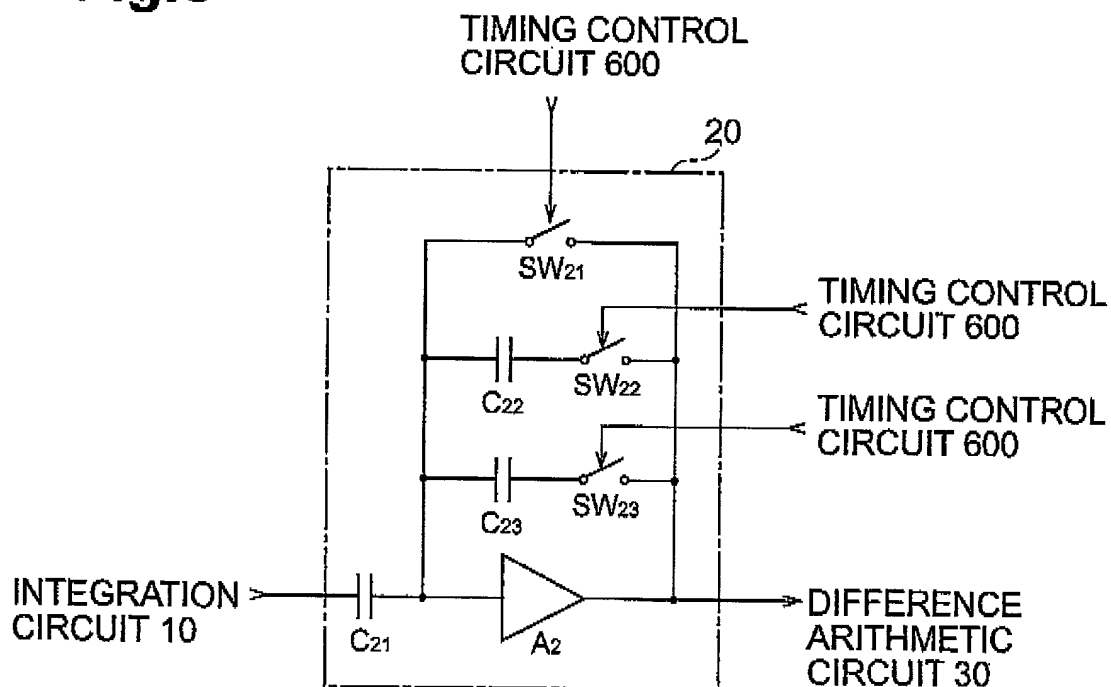 TIMING CONTROL
CIRCUIT 600
20
SW21
TIMING CONTROL
CIRCUIT 600
C22
SW22
TIMING CONTROL
CIRCUIT 600
C23
SW23
INTEGRATION
CIRCUIT 10
C21
A2
DIFFERENCE
ARITHMETIC
CIRCUIT 30